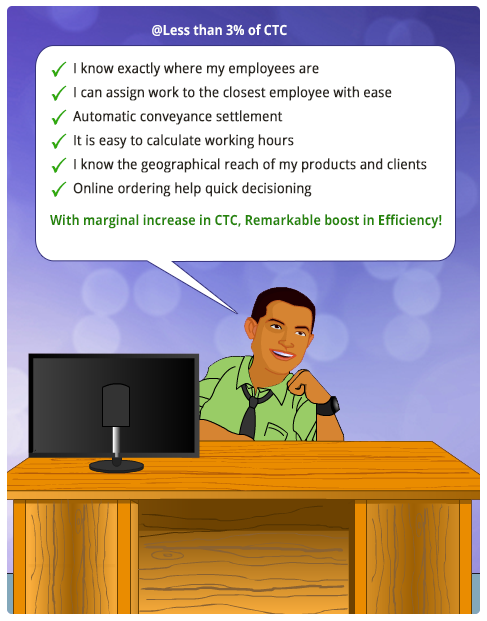 @Less than 3% of CTC
I know exactly where my employees are
I can assign work to the closest employee with ease
Automatic conveyance settlement
It is easy to calculate working hours
I know the geographical reach of my products and clients
Online ordering help quick decisioning
With marginal increase in CTC, Remarkable boost in Efficiency!